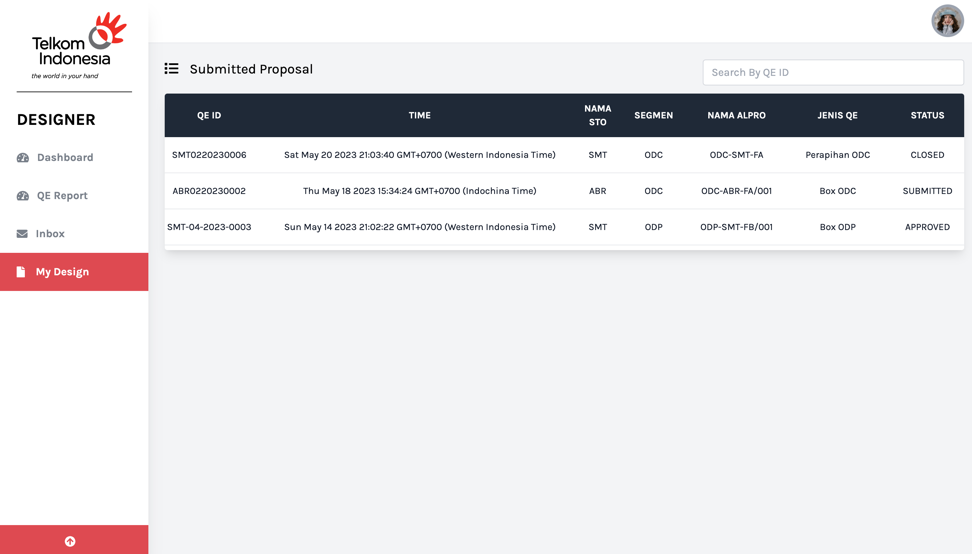 Telkom
Indonesia
the world in your hand
DESIGNER
Dashboard
QE Report
Inbox
My Design
Submitted Proposal
Search By QE ID
QE ID TIME NAMA STO SEGMEN NAMA ALPRO JENIS QE STATUS
SMT0220230006 Sat May 20 2023 21:03:40 GMT+0700 (Western Indonesia Time) SMT ODC ODC-SMT-FA Perapihan ODC CLOSED
ABR0220230002 Thu May 18 2023 15:34:24 GMT+0700 (Indochina Time) ABR ODC ODC-ABR-FA/001 Box ODC SUBMITTED
SMT-04-2023-0003 Sun May 14 2023 21:02:22 GMT+0700 (Western Indonesia Time) SMT ODP ODP-SMT-FB/001 Box ODP APPROVED